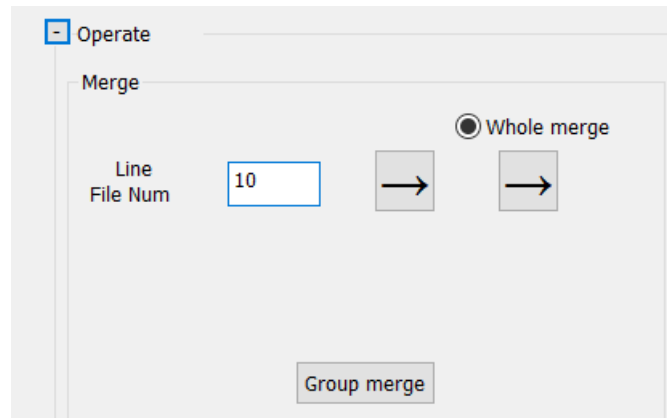 - Operate
Merge
Whole merge
Line
File Num
10
→ →
Group merge